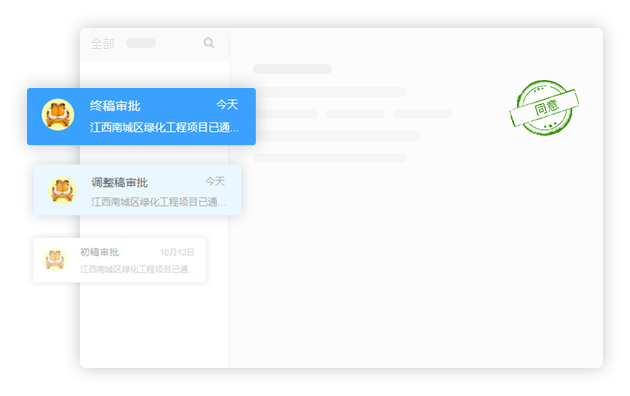 全部
终稿审批 今天
江西南城区绿化工程项目已通...
同意
调整稿审批 今天
江西南城区绿化工程项目已通...
初稿审批 10月12日
江西南城区绿化工程项目已通...